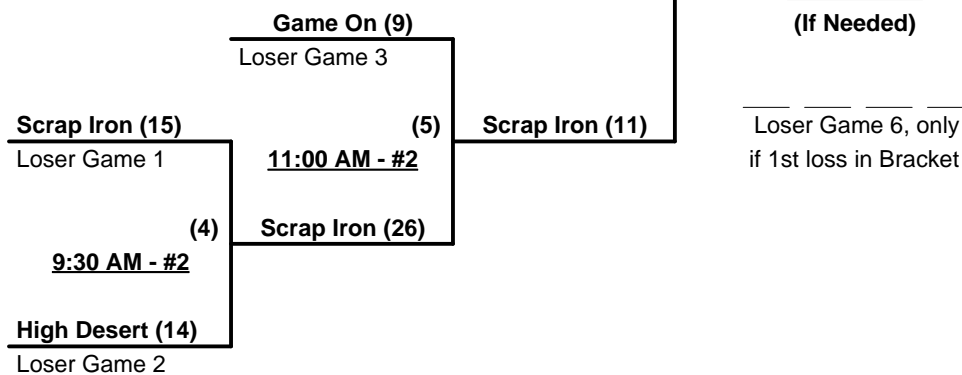 Game On (9)
(If Needed)
Loser Game 3
Scrap Iron (15)
(5)
Scrap Iron (11)
Loser Game 6, only
Loser Game 1
11:00 AM - #2
if 1st loss in Bracket
(4)
Scrap Iron (26)
9:30 AM - #2
High Desert (14)
Loser Game 2